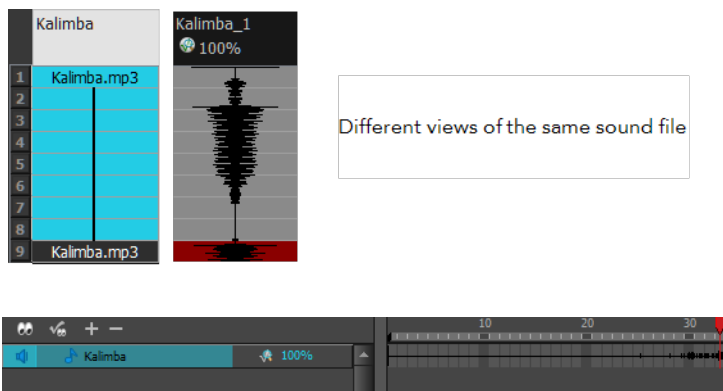 Kalimba
Kalimba_1
100%
1
Kalimba.mp3
2
3
4
5
6
7
8
9
Kalimba.mp3
Different views of the same sound file
10
20
30
Kalimba
100%